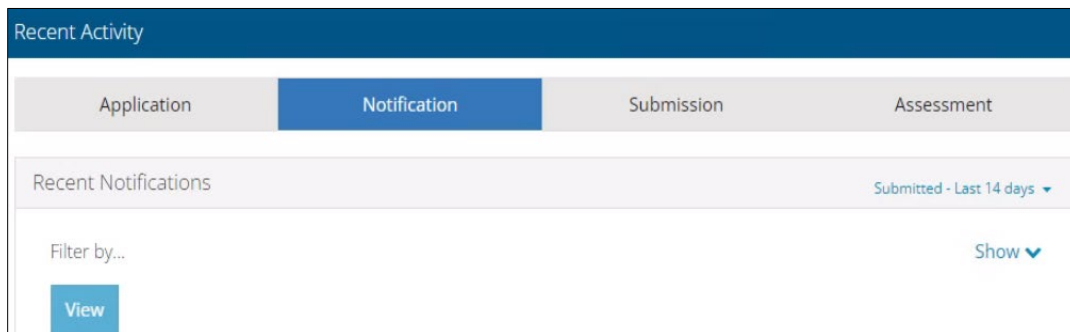 Recent Activity
Application Notification Submission Assessment
Recent Notifications Submitted - Last 14 days
Filter by... Show
View